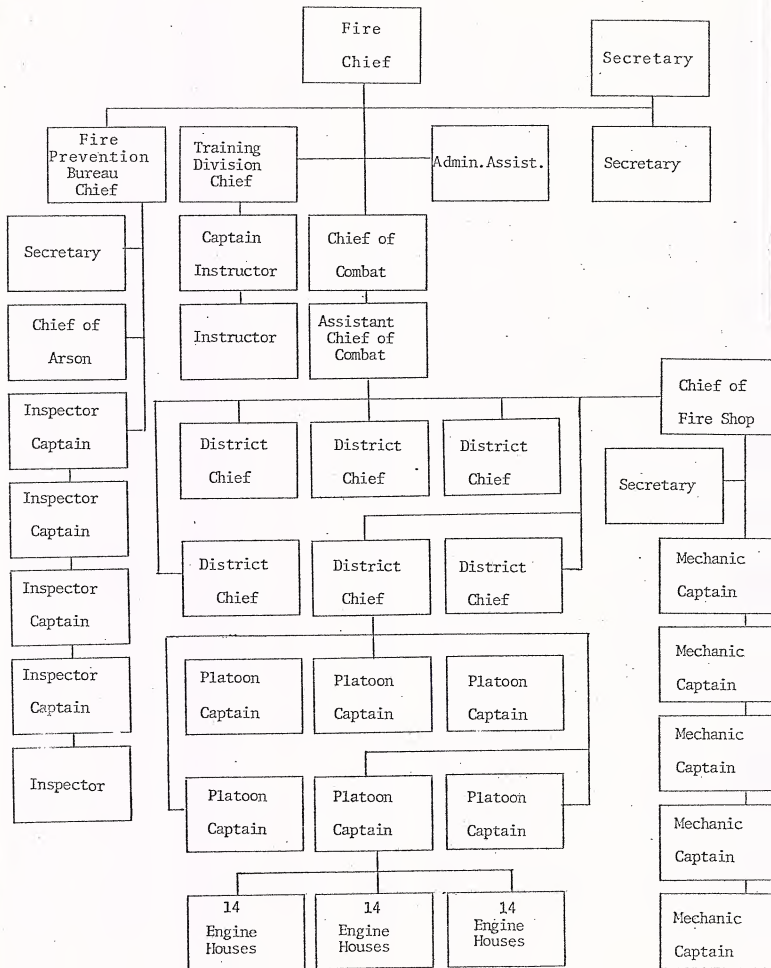 Fire
Chief
Secretary
Fire
Prevention
Bureau
Chief
Training
Division
Chief
Admin.Assist.
Secretary
Secretary
Captain
Instructor
Chief of
Combat
Chief of
Arson
Instructor
Assistant
Chief of
Combat
Chief of
Fire Shop
Inspector
Captain
District
Chief
District
Chief
District
Chief
Secretary
Inspector
Captain
District
Chief
District
Chief
District
Chief
Mechanic
Captain
Inspector
Captain
Mechanic
Captain
Inspector
Captain
Platoon
Captain
Platoon
Captain
Platoon
Captain
Mechanic
Captain
Inspector
Platoon
Captain
Platoon
Captain
Platoon
Captain
Mechanic
Captain
14
Engine
Houses
14
Engine
Houses
14
Engine
Houses
Mechanic
Captain